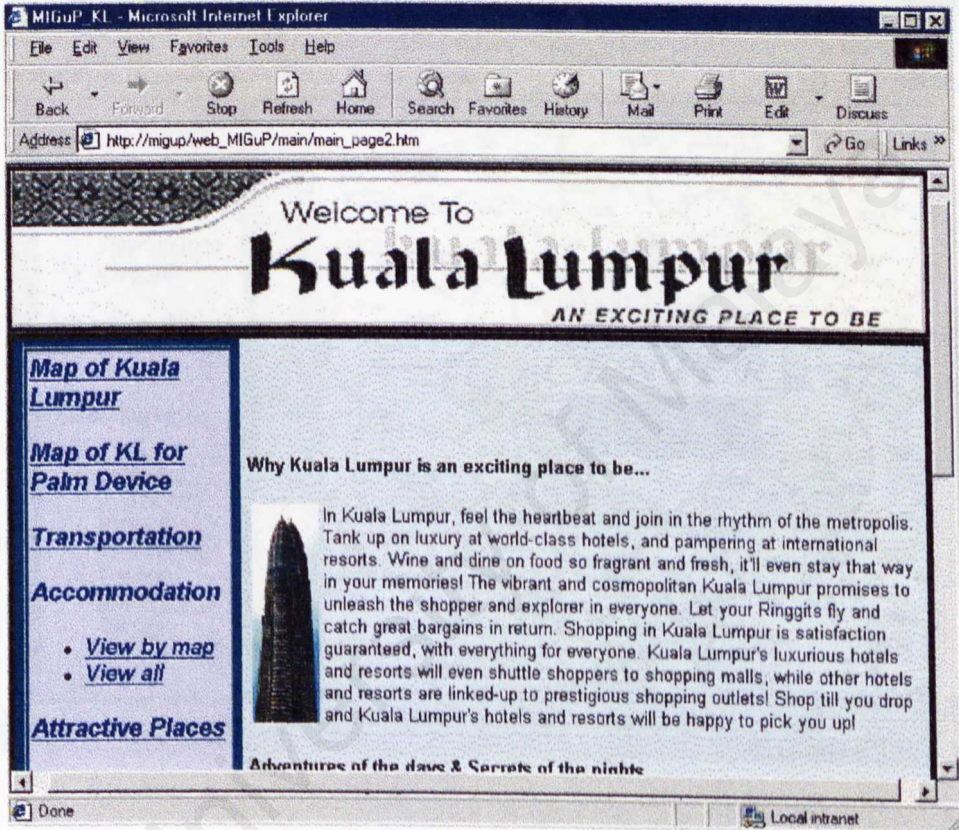 MIGuP_KL - Microsoft Internet Explorer
File Edit View Favorites Tools Help
Back Forward Stop Refresh Home Search Favorites History Mail Print Edit Discuss
Address http://migup/web_MIGuP/main/main_page2.htm Go Links »
Welcome To
Kuala Lumpur
kuala lumpur
AN EXCITING PLACE TO BE
Map of Kuala
Lumpur
Map of KL for
Palm Device
Transportation
Accommodation
• View by map
• View all
Attractive Places
Why Kuala Lumpur is an exciting place to be...
In Kuala Lumpur, feel the heartbeat and join in the rhythm of the metropolis.
Tank up on luxury at world-class hotels, and pampering at international
resorts. Wine and dine on food so fragrant and fresh, it'll even stay that way
in your memories! The vibrant and cosmopolitan Kuala Lumpur promises to
unleash the shopper and explorer in everyone. Let your Ringgits fly and
catch great bargains in return. Shopping in Kuala Lumpur is satisfaction
guaranteed, with everything for everyone. Kuala Lumpur's luxurious hotels
and resorts will even shuttle shoppers to shopping malls, while other hotels
and resorts are linked-up to prestigious shopping outlets! Shop till you drop
and Kuala Lumpur's hotels and resorts will be happy to pick you up!
Adventures of the days & Secrets of the nights
Done Local intranet
University of Malaya